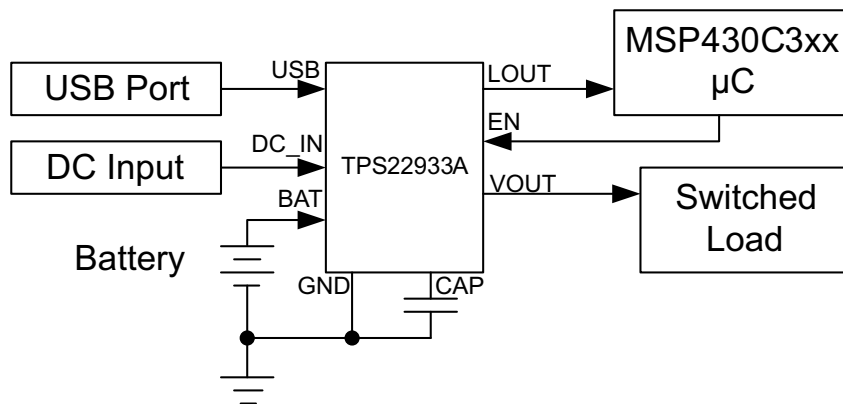 USB Port
USB
LOUT
MSP430C3xx
µC
EN
DC Input
DC_IN
TPS22933A
BAT
VOUT
Switched
Load
Battery
GND
CAP